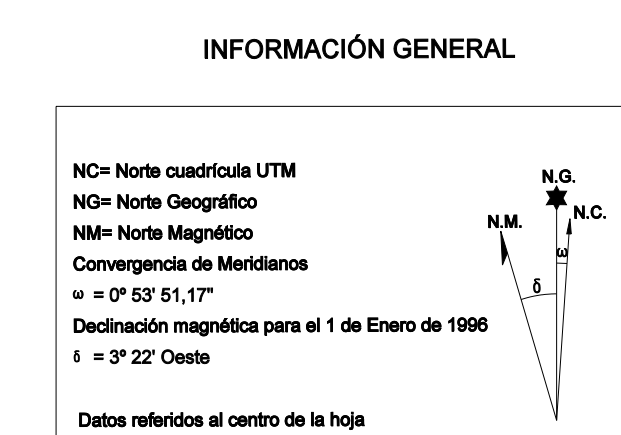 INFORMACIÓN GENERAL
NC= Norte cuadrícula UTM
NG= Norte Geográfico
NM= Norte Magnético
Convergencia de Meridianos
ω = 0º 53' 51,17"
Declinación magnética para el 1 de Enero de 1996
δ = 3º 22' Oeste
Datos referidos al centro de la hoja
N.G.
N.C.
N.M.
ω
δ